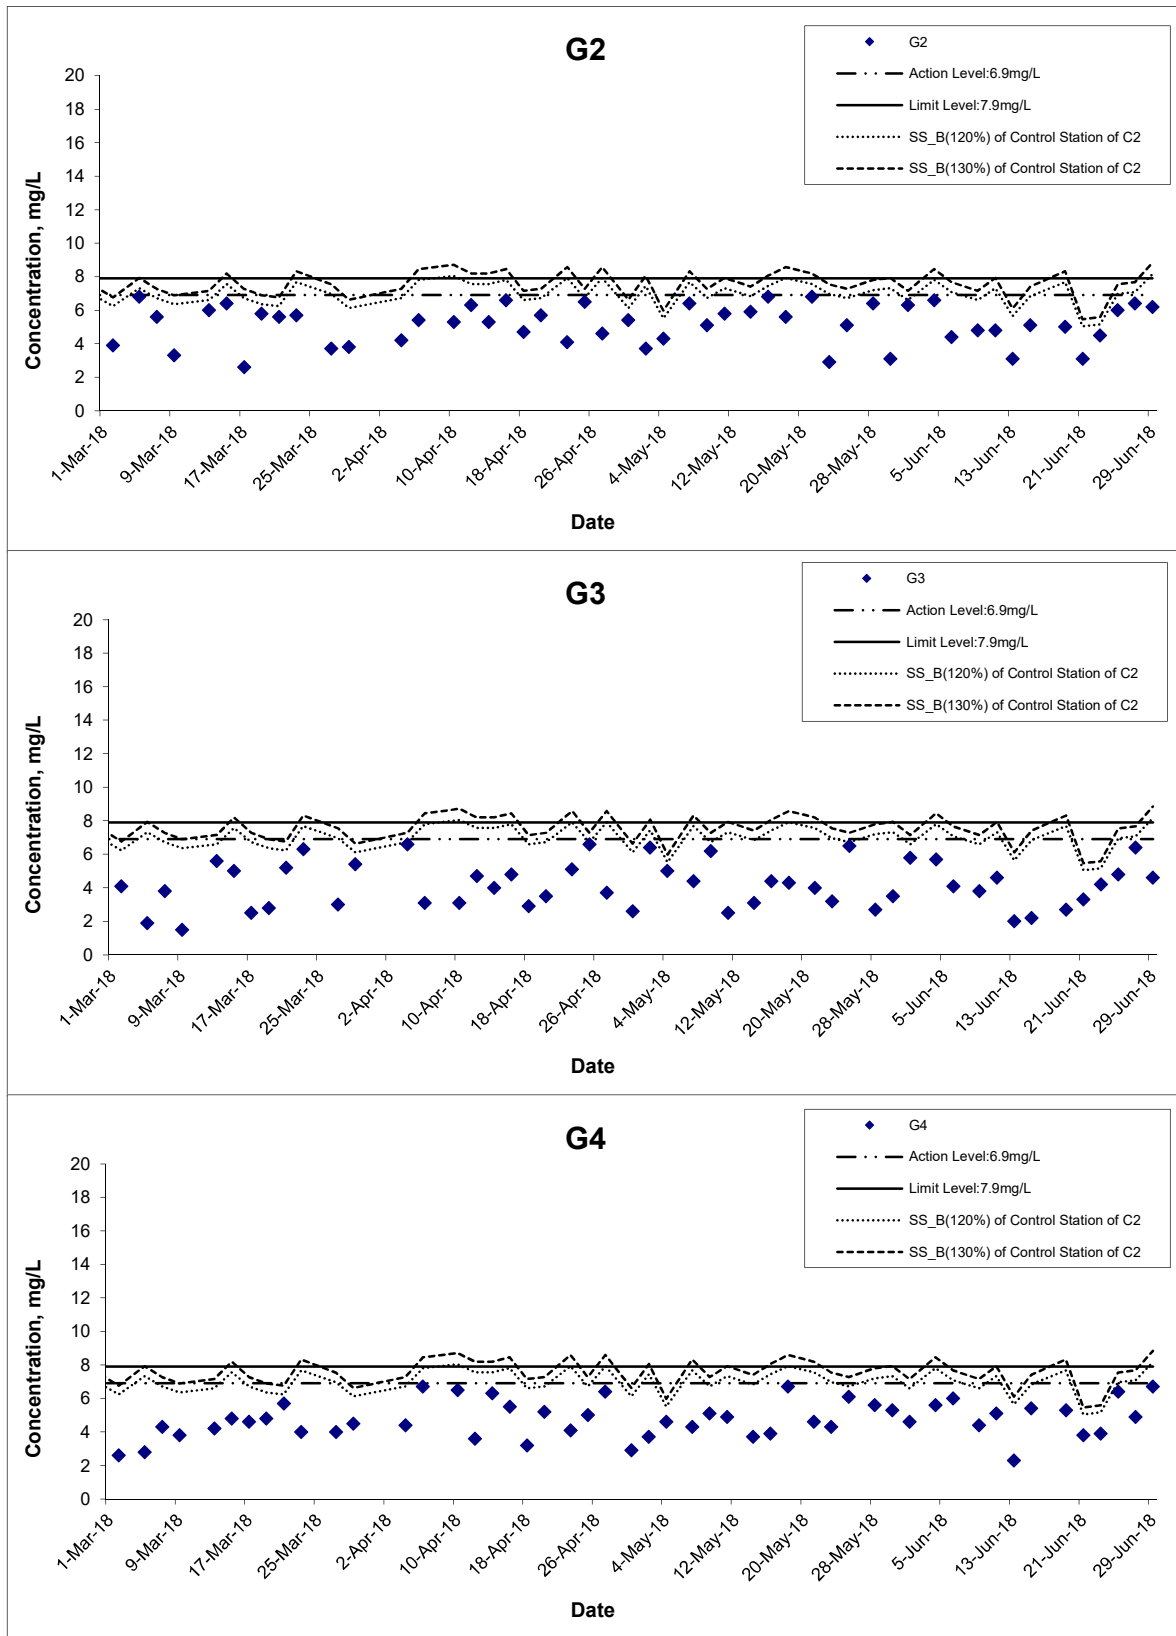 G2
G2
Action Level:6.9mg/L
Limit Level:7.9mg/L
SS_B(120%) of Control Station of C2
SS_B(130%) of Control Station of C2
Concentration, mg/L
20
18
16
14
12
10
8
6
4
2
0
1-Mar-18
9-Mar-18
17-Mar-18
25-Mar-18
2-Apr-18
10-Apr-18
18-Apr-18
26-Apr-18
4-May-18
12-May-18
20-May-18
28-May-18
5-Jun-18
13-Jun-18
21-Jun-18
29-Jun-18
Date
G3
G3
Action Level:6.9mg/L
Limit Level:7.9mg/L
SS_B(120%) of Control Station of C2
SS_B(130%) of Control Station of C2
Concentration, mg/L
20
18
16
14
12
10
8
6
4
2
0
1-Mar-18
9-Mar-18
17-Mar-18
25-Mar-18
2-Apr-18
10-Apr-18
18-Apr-18
26-Apr-18
4-May-18
12-May-18
20-May-18
28-May-18
5-Jun-18
13-Jun-18
21-Jun-18
29-Jun-18
Date
G4
G4
Action Level:6.9mg/L
Limit Level:7.9mg/L
SS_B(120%) of Control Station of C2
SS_B(130%) of Control Station of C2
Concentration, mg/L
20
18
16
14
12
10
8
6
4
2
0
1-Mar-18
9-Mar-18
17-Mar-18
25-Mar-18
2-Apr-18
10-Apr-18
18-Apr-18
26-Apr-18
4-May-18
12-May-18
20-May-18
28-May-18
5-Jun-18
13-Jun-18
21-Jun-18
29-Jun-18
Date